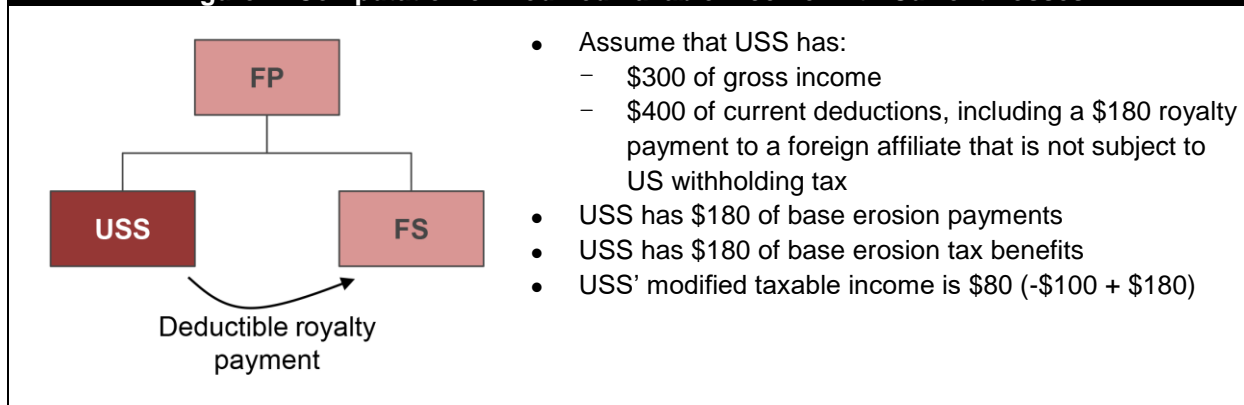 FP
USS
FS
Deductible royalty
payment
• Assume that USS has:
− $300 of gross income
− $400 of current deductions, including a $180 royalty
payment to a foreign affiliate that is not subject to
US withholding tax
• USS has $180 of base erosion payments
• USS has $180 of base erosion tax benefits
• USS’ modified taxable income is $80 (-$100 + $180)